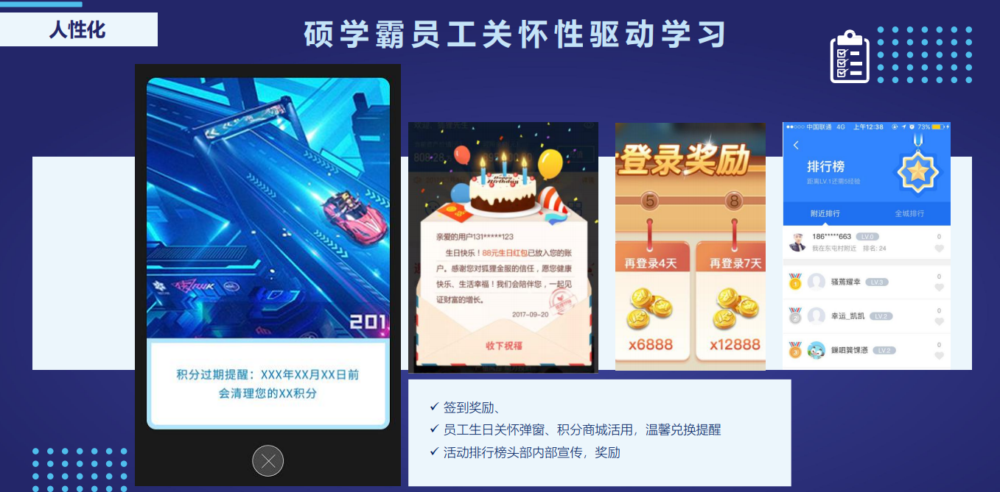 人性化
硕学霸员工关怀性驱动学习
201
积分过期提醒：XXX年XX月XX日前
会清理您的XX积分
Happy
Birthday
亲爱的用户131*****123
生日快乐！88元生日红包已放入您的账
户。感谢您对狐狸金服的信任，愿您健康
快乐、生活幸福！我们会陪伴您，一起见
证财富的增长。
2017-09-20
收下祝福
登录奖励
5
8
再登录4天
再登录7天
x6888
x12888
中国联通 4G 上午12:38 73%
排行榜
距离LV.1还需5经验
附近排行
全城排行
186*****663 LV.0 0
我在东屯村附近 排名: 24
1 骚蔫耀幸 LV.3 0
2 幸运_凯凯 LV.2 0
3 LV.2 0
签到奖励、
员工生日关怀弹窗、积分商城活用，温馨兑换提醒
活动排行榜头部内部宣传，奖励